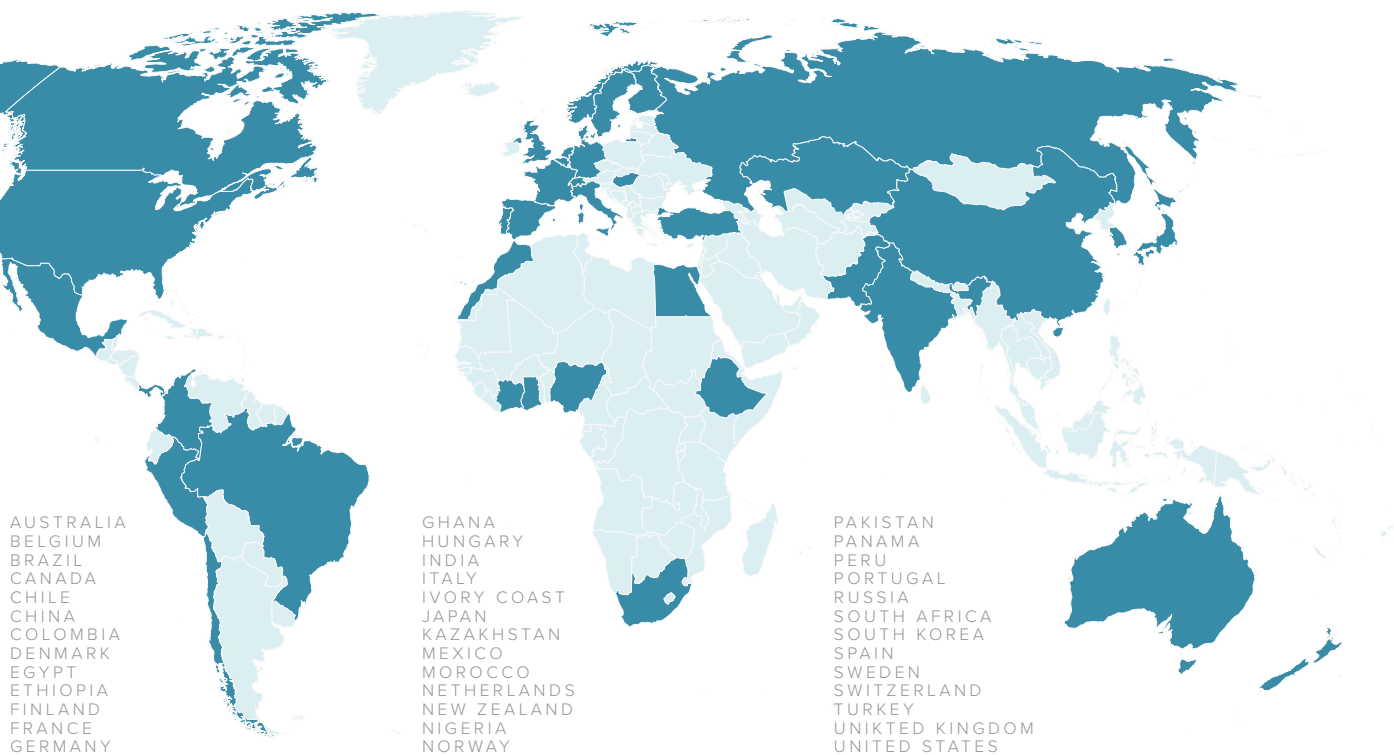 AUSTRALIA
BELGIUM
BRAZIL
CANADA
CHILE
CHINA
COLOMBIA
DENMARK
EGYPT
ETHIOPIA
FINLAND
FRANCE
GERMANY
GHANA
HUNGARY
INDIA
ITALY
IVORY COAST
JAPAN
KAZAKHSTAN
MEXICO
MOROCCO
NETHERLANDS
NEW ZEALAND
NIGERIA
NORWAY
PAKISTAN
PANAMA
PERU
PORTUGAL
RUSSIA
SOUTH AFRICA
SOUTH KOREA
SPAIN
SWEDEN
SWITZERLAND
TURKEY
UNIKTED KINGDOM
UNITED STATES